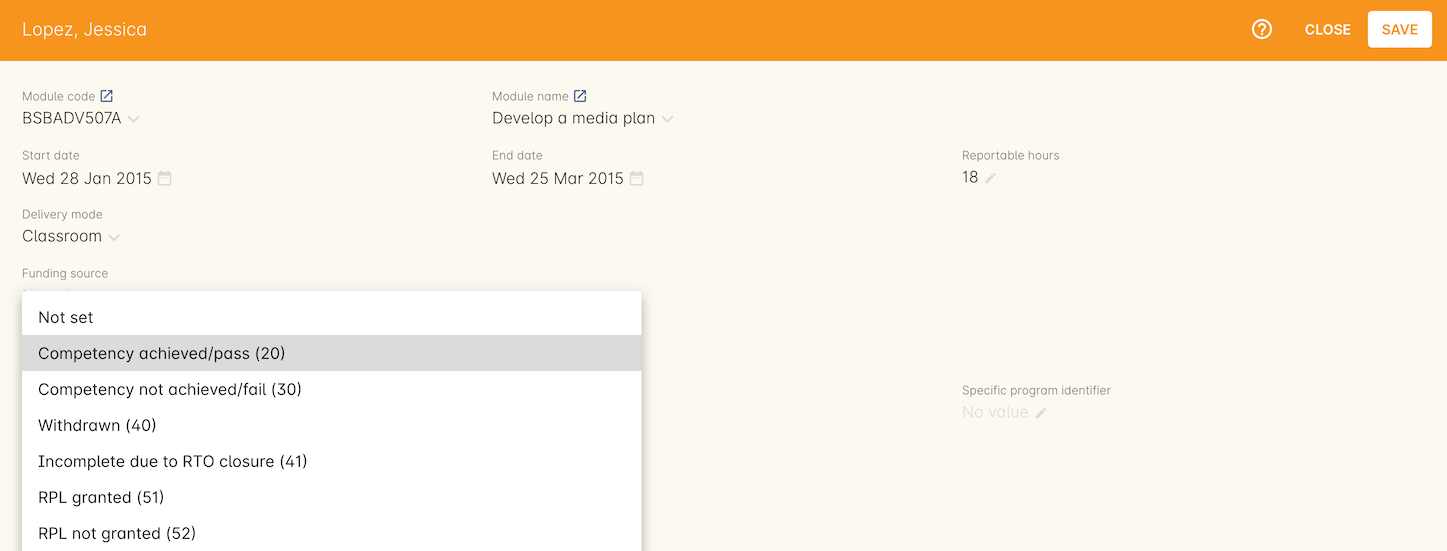 Lopez, Jessica
CLOSE
SAVE
Module code
Module name
BSBADV507A
Develop a media plan
Start date
End date
Reportable hours
Wed 28 Jan 2015
Wed 25 Mar 2015
18
Delivery mode
Classroom
Funding source
Not set
Competency achieved/pass (20)
Competency not achieved/fail (30)
Specific program identifier
No value
Withdrawn (40)
Incomplete due to RTO closure (41)
RPL granted (51)
RPL not granted (52)